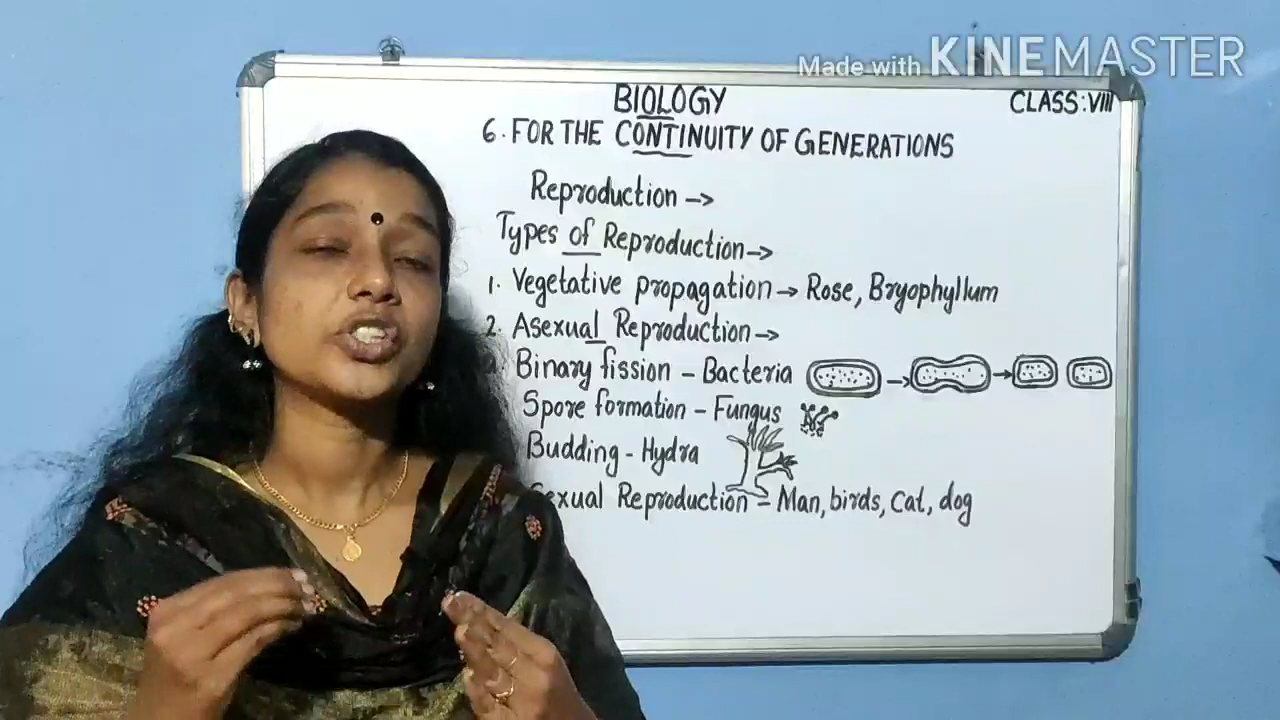 Made with KINEMASTER
BIOLOGY CLASS:VIII
6. FOR THE CONTINUITY OF GENERATIONS
Reproduction ->
Types of Reproduction ->
1. Vegetative propagation -> Rose, Bryophyllum
2. Asexual Reproduction ->
Binary fission - Bacteria
Spore formation - Fungus
Budding - Hydra
Sexual Reproduction - Man, birds, Cat, dog